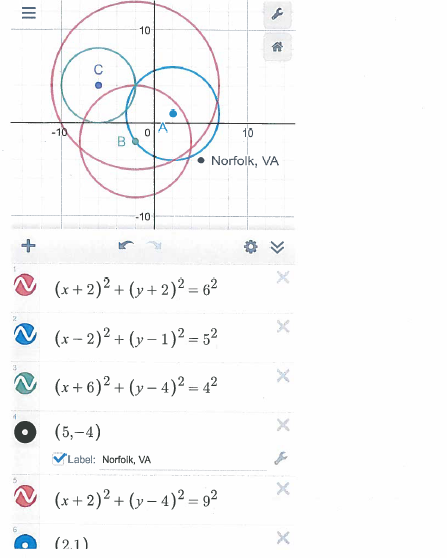 10
C
-10
0
10
A
B
Norfolk, VA
-10
1
(x+2)²+(y+2)²=6²
2
(x−2)²+(y−1)²=5²
3
(x+6)²+(y−4)²=4²
4
(5,−4)
Label: Norfolk, VA
5
(x+2)²+(y−4)²=9²
6
(2,1)